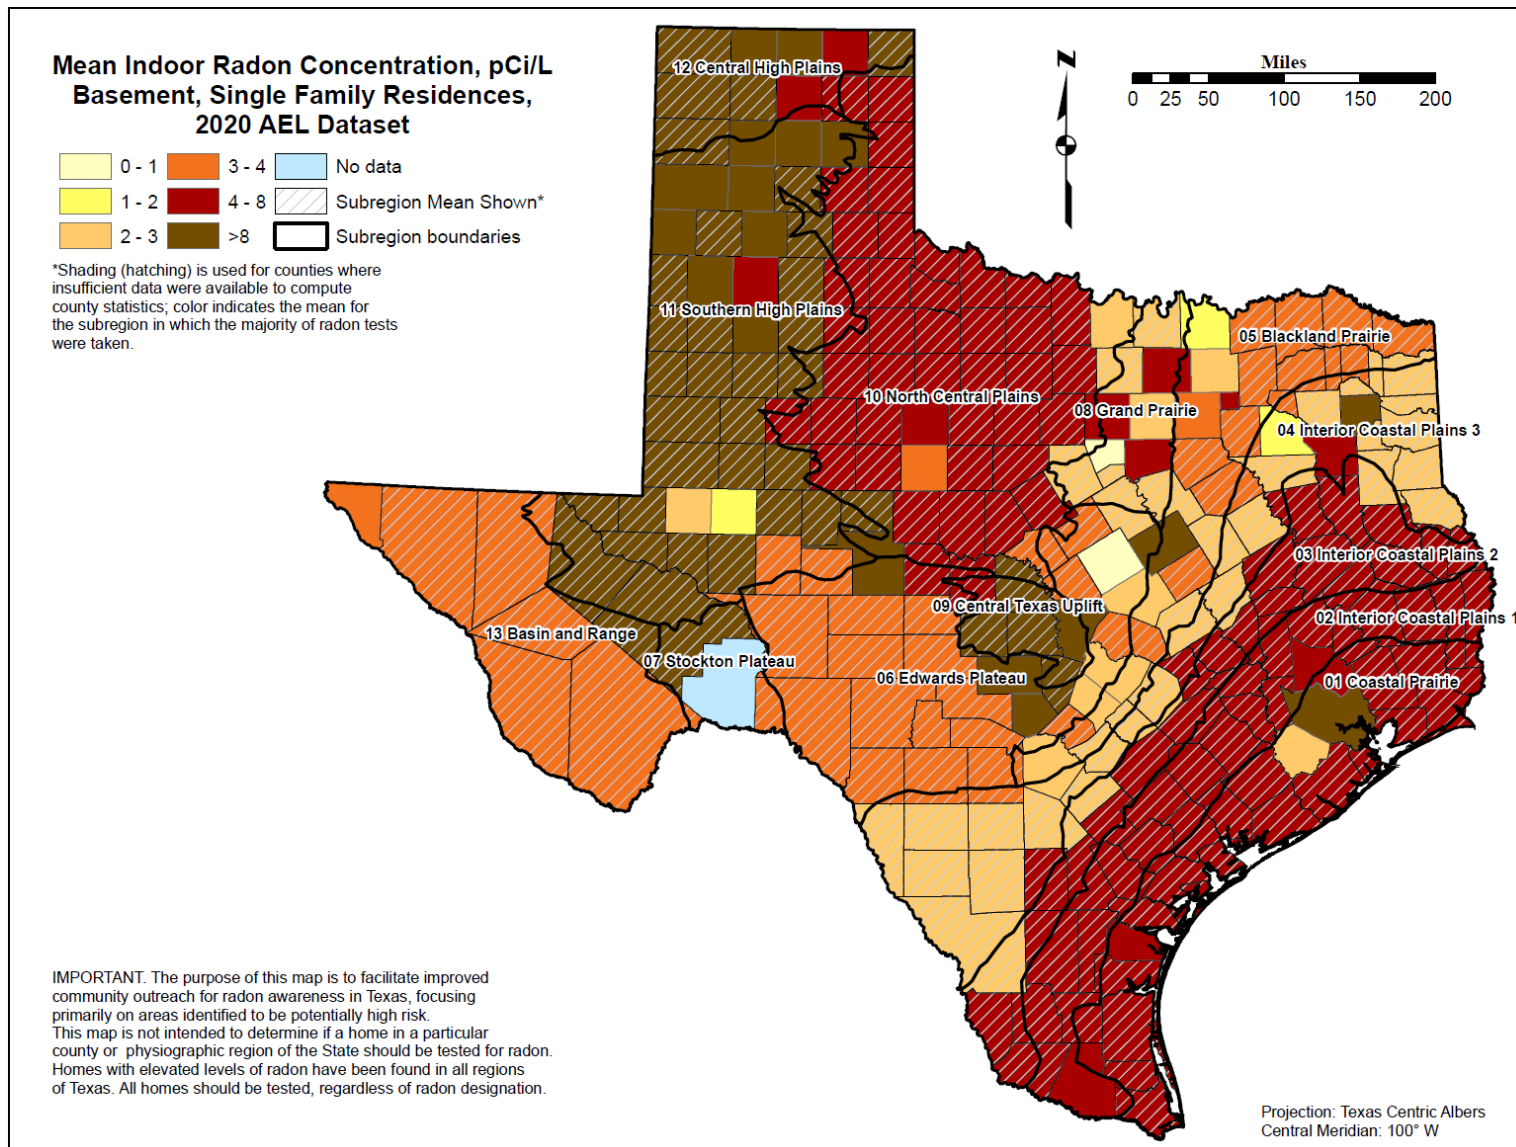 Mean Indoor Radon Concentration, pCi/L
Basement, Single Family Residences,
2020 AEL Dataset
0 - 1
3 - 4
No data
1 - 2
4 - 8
Subregion Mean Shown*
2 - 3
>8
Subregion boundaries
*Shading (hatching) is used for counties where
insufficient data were available to compute
county statistics; color indicates the mean for
the subregion in which the majority of radon tests
were taken.
N
Miles
0 25 50 100 150 200
12 Central High Plains
11 Southern High Plains
05 Blackland Prairie
10 North Central Plains
08 Grand Prairie
04 Interior Coastal Plains 3
03 Interior Coastal Plains 2
09 Central Texas Uplift
02 Interior Coastal Plains 1
13 Basin and Range
07 Stockton Plateau
06 Edwards Plateau
01 Coastal Prairie
IMPORTANT. The purpose of this map is to facilitate improved
community outreach for radon awareness in Texas, focusing
primarily on areas identified to be potentially high risk.
This map is not intended to determine if a home in a particular
county or  physiographic region of the State should be tested for radon.
Homes with elevated levels of radon have been found in all regions
of Texas. All homes should be tested, regardless of radon designation.
Projection: Texas Centric Albers
Central Meridian: 100° W